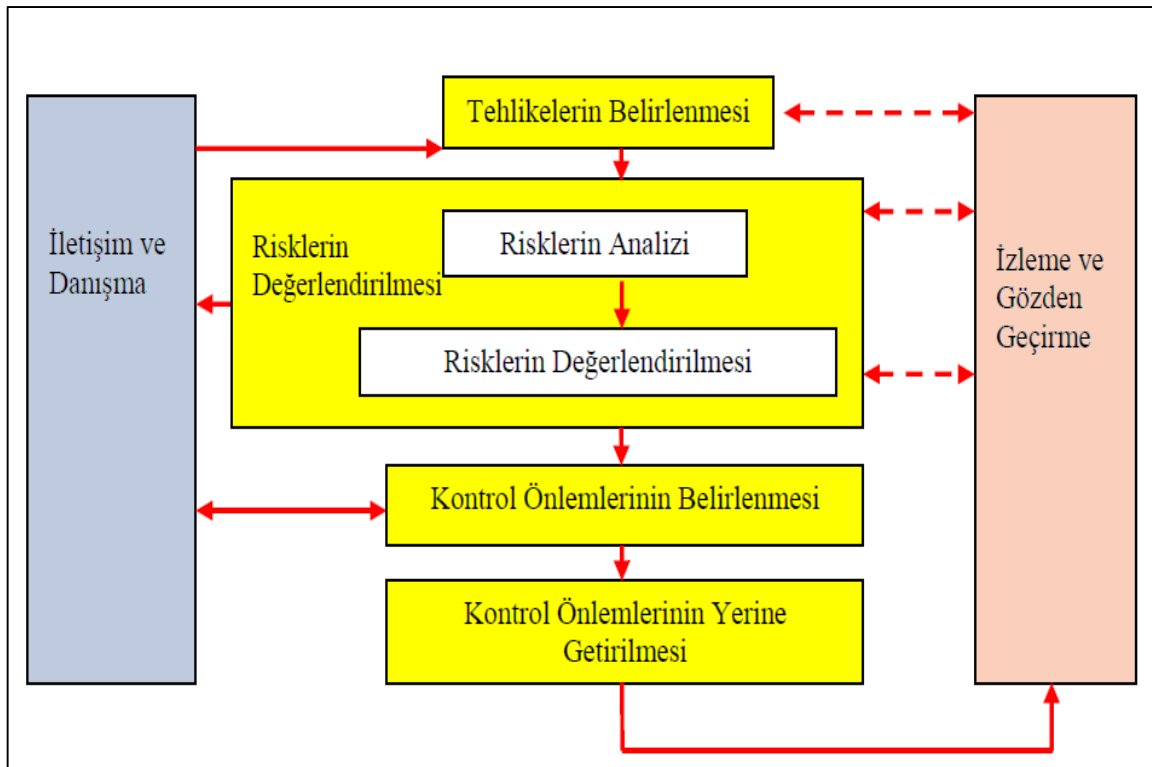 Tehlikelerin Belirlenmesi
İletişim ve
Danışma
Risklerin
Değerlendirilmesi
Risklerin Analizi
Risklerin Değerlendirilmesi
İzleme ve
Gözden
Geçirme
Kontrol Önlemlerinin Belirlenmesi
Kontrol Önlemlerinin Yerine
Getirilmesi